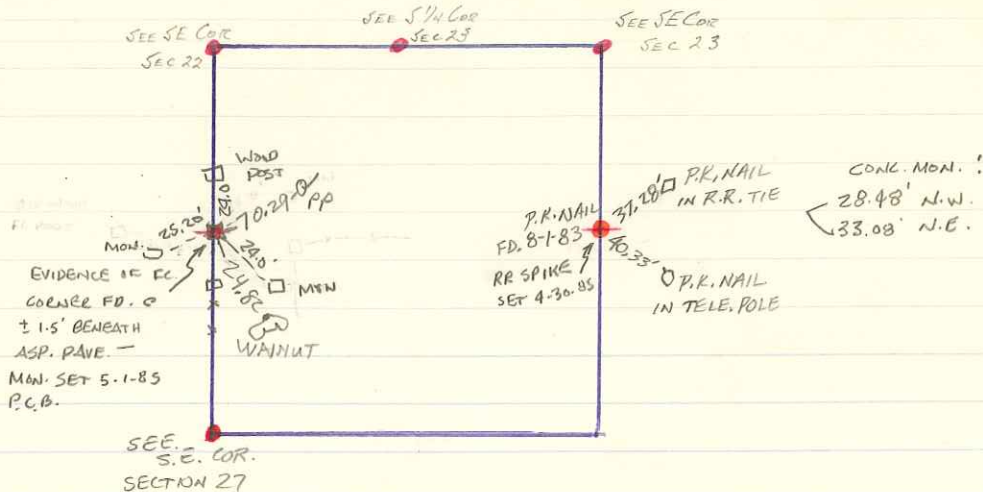 SEE SE COR
SEC 22
SEE S 1/4 COR
SEC 23
SEE SE COR
SEC 23
WOOD
POST
25.20'
70.29
PP
MON.
24.0'
24.82
MON
WALNUT
EVIDENCE OF FC.
CORNER FD. @
± 1.5' BENEATH
ASP. PAVE. —
MON. SET 5-1-85
P.C.B.
P.K. NAIL
FD. 8-1-83
RR SPIKE
SET 4-30-85
37.28'
P.K. NAIL
IN R.R. TIE
40.33'
P.K. NAIL
IN TELE. POLE
CONC. MON.
28.48' N.W.
33.08' N.E.
SEE.
S.E. COR.
SECTION 27